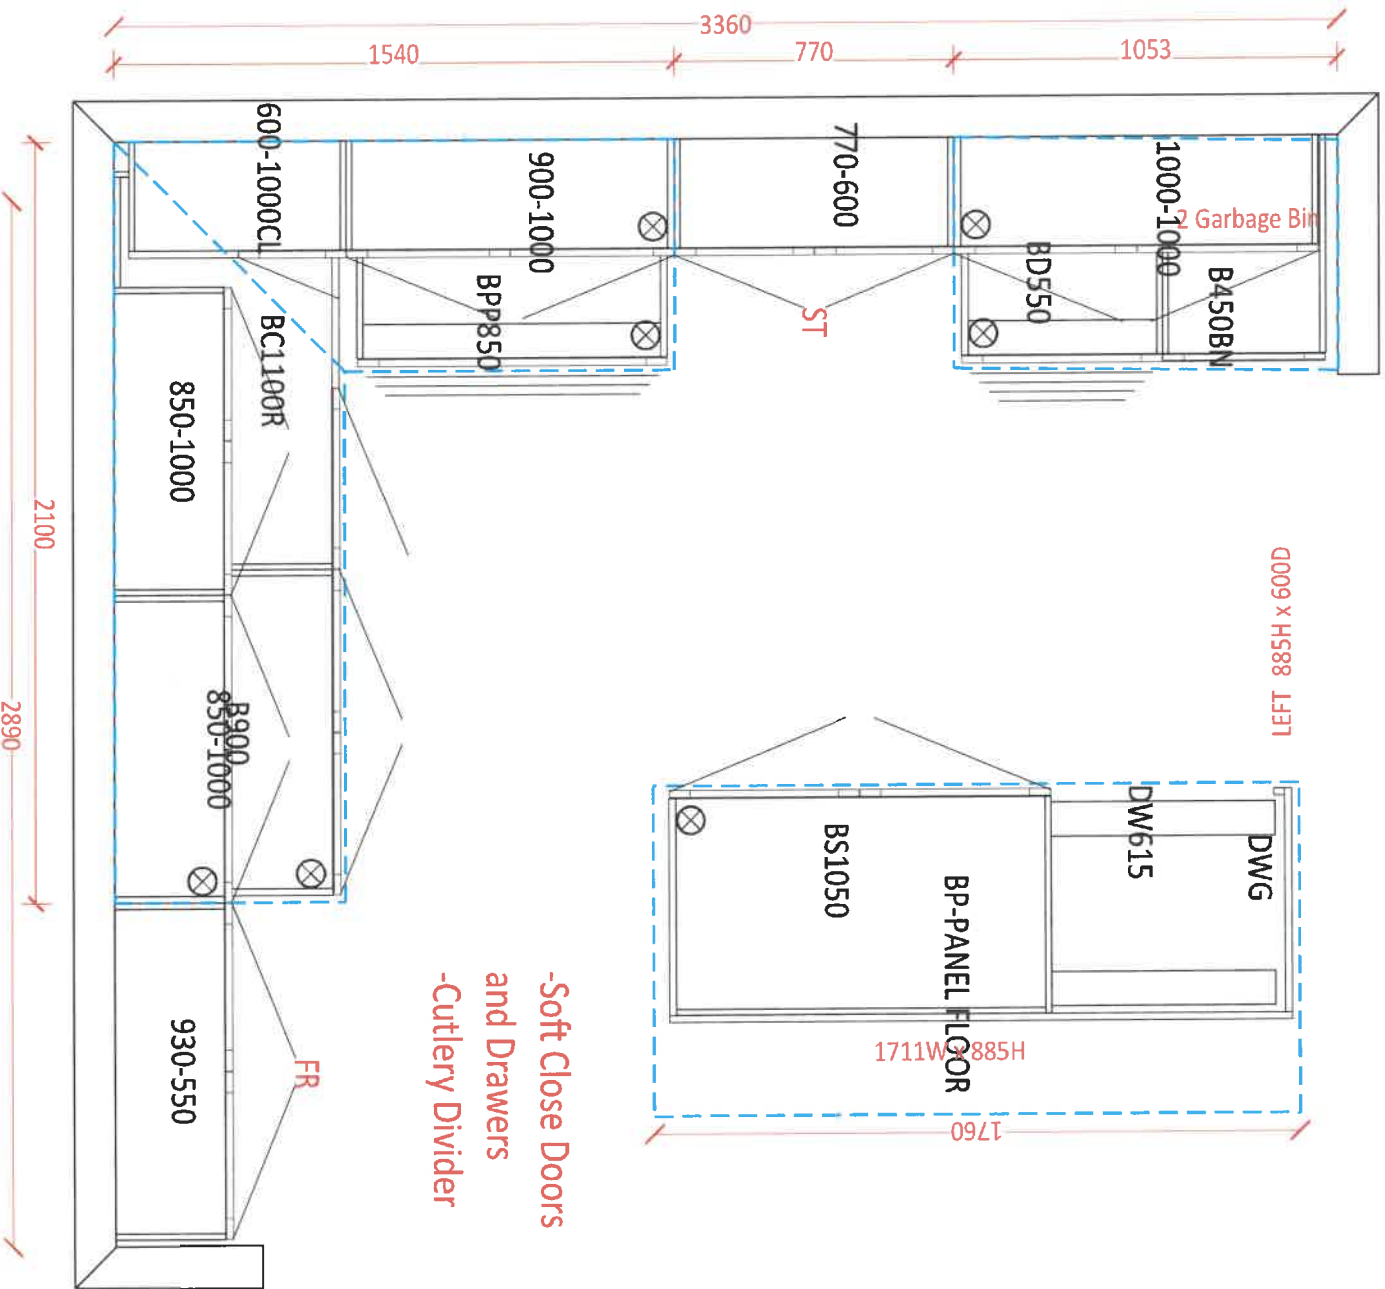 3360
1540
770
1053
600-1000CL
900-1000
770-600
1000-1000
2 Garbage Bin
BPP850
ST
BD550
B450BN
BC1100R
850-1000
2100
2890
B900
850-1000
930-550
FR
D009 x H588 LEFT
DW615
DWG
BS1050
BP-PANEL FLOOR
1711W x 885H
1760
-Soft Close Doors
and Drawers
-Cutlery Divider